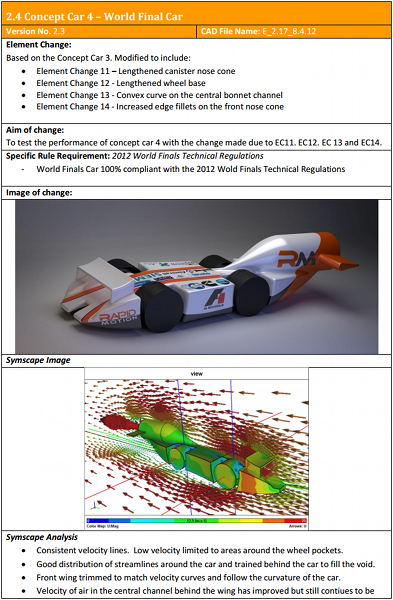 2.4 Concept Car 4 – World Final Car
Version No. 2.3 CAD File Name: E_2.17_8.4.12
Element Change:
Based on the Concept Car 3. Modified to include:
• Element Change 11 – Lengthened canister nose cone
• Element Change 12 - Lengthened wheel base
• Element Change 13 - Convex curve on the central bonnet channel
• Element Change 14 - Increased edge fillets on the front nose cone
Aim of change:
To test the performance of concept car 4 with the change made due to EC11. EC12. EC 13 and EC14.
Specific Rule Requirement: 2012 World Finals Technical Regulations
- World Finals Car 100% compliant with the 2012 Wold Finals Technical Regulations
Image of change:
RM
RAPID
MOTION
Symscape Image
view
Color Map: U:Mag
Arrows: U
Symscape Analysis
• Consistent velocity lines. Low velocity limited to areas around the wheel pockets.
• Good distribution of streamlines around the car and trained behind the car to fill the void.
• Front wing trimmed to match velocity curves and follow the curvature of the car.
• Velocity of air in the central channel behind the wing has improved but still contiues to be